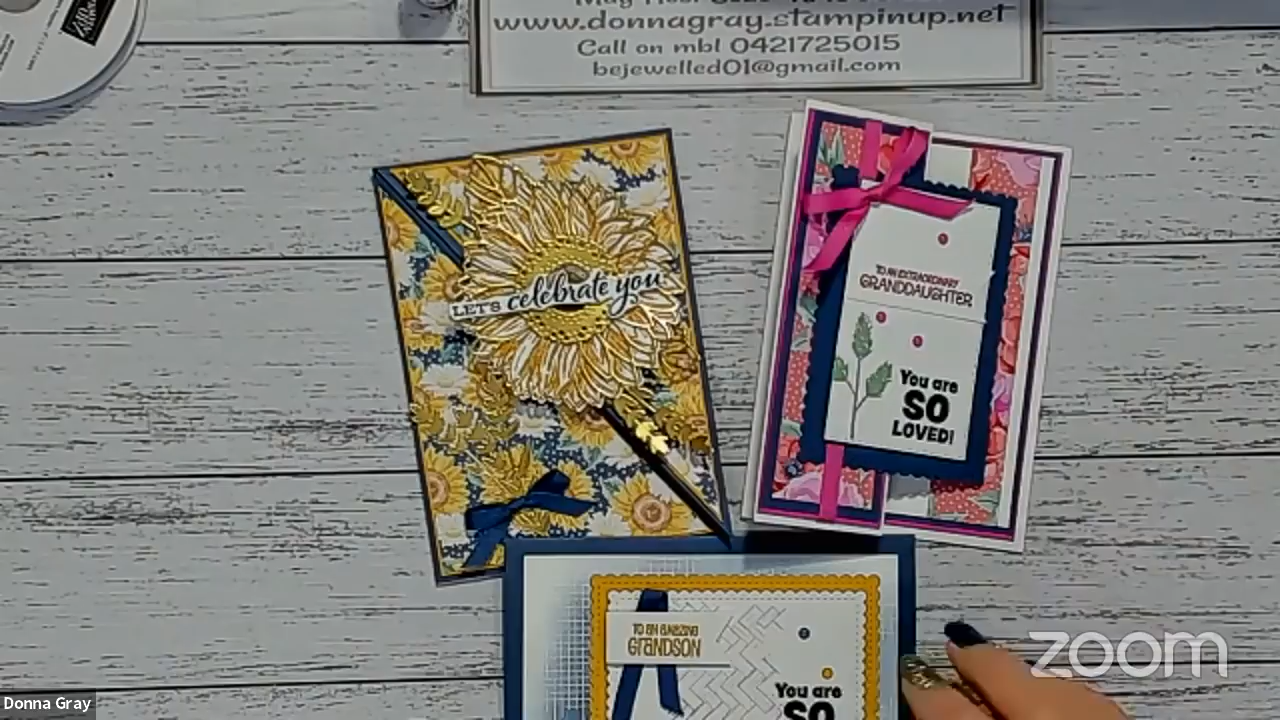 www.donnagray.stampinup.net
Call on mbl 0421725015
bejewelled01@gmail.com
LET'S celebrate you
TO AN EXTRAORDINARY
GRANDDAUGHTER
You are
SO
LOVED!
TO AN AMAZING
GRANDSON
You are
SO
zoom
Donna Gray